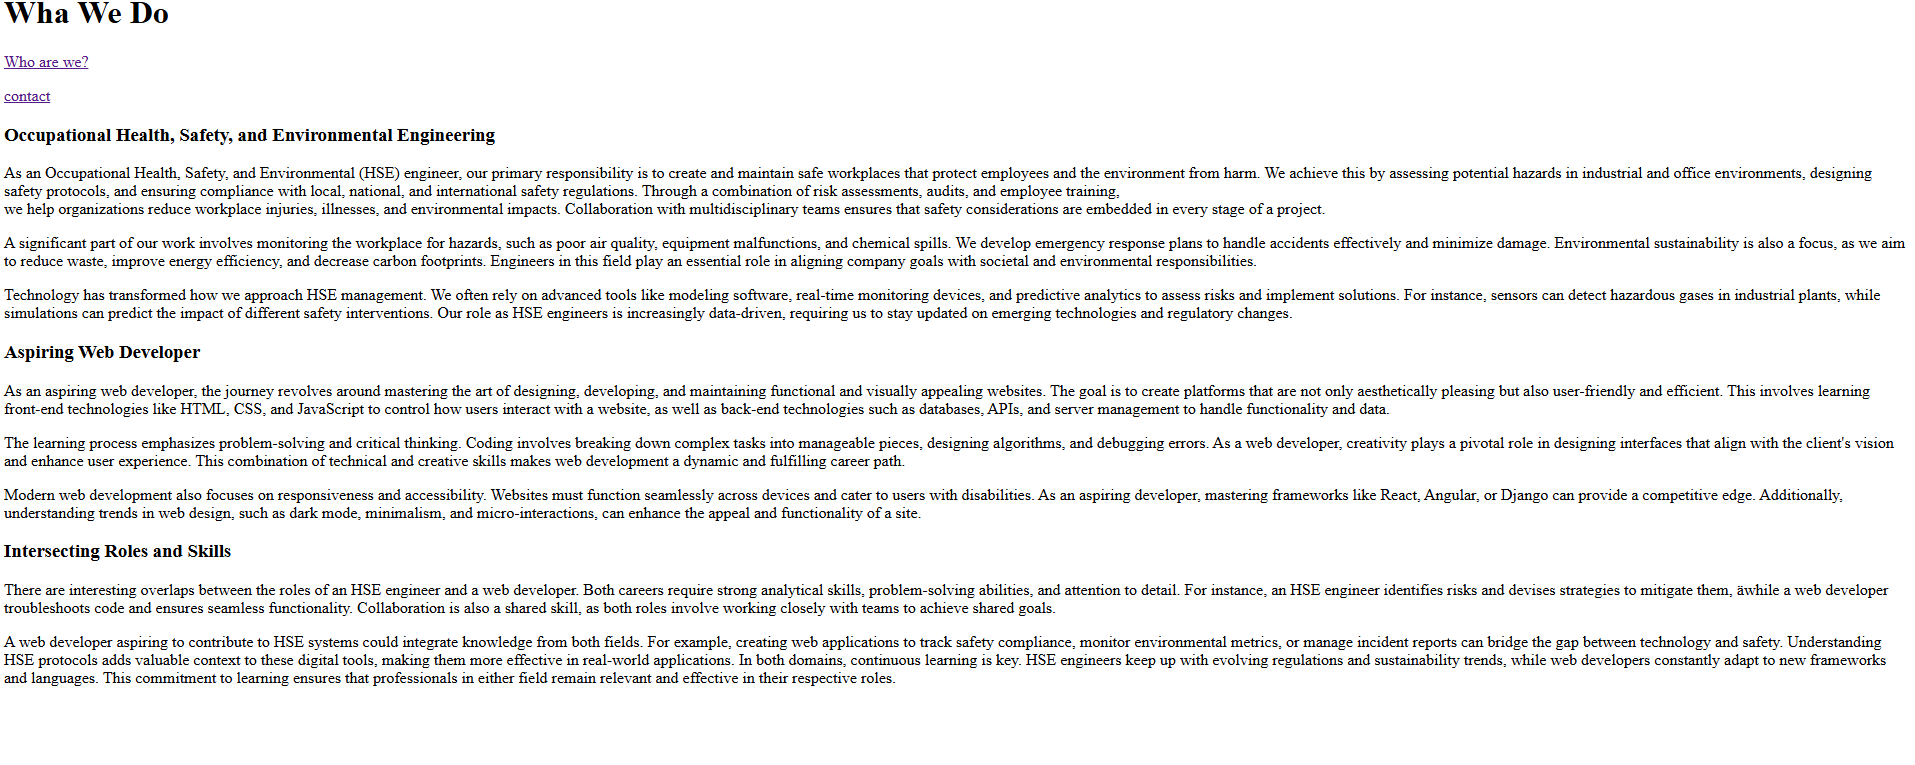 Wha We Do
Who are we?
contact
Occupational Health, Safety, and Environmental Engineering
As an Occupational Health, Safety, and Environmental (HSE) engineer, our primary responsibility is to create and maintain safe workplaces that protect employees and the environment from harm. We achieve this by assessing potential hazards in industrial and office environments, designing
safety protocols, and ensuring compliance with local, national, and international safety regulations. Through a combination of risk assessments, audits, and employee training,
we help organizations reduce workplace injuries, illnesses, and environmental impacts. Collaboration with multidisciplinary teams ensures that safety considerations are embedded in every stage of a project.
A significant part of our work involves monitoring the workplace for hazards, such as poor air quality, equipment malfunctions, and chemical spills. We develop emergency response plans to handle accidents effectively and minimize damage. Environmental sustainability is also a focus, as we aim
to reduce waste, improve energy efficiency, and decrease carbon footprints. Engineers in this field play an essential role in aligning company goals with societal and environmental responsibilities.
Technology has transformed how we approach HSE management. We often rely on advanced tools like modeling software, real-time monitoring devices, and predictive analytics to assess risks and implement solutions. For instance, sensors can detect hazardous gases in industrial plants, while
simulations can predict the impact of different safety interventions. Our role as HSE engineers is increasingly data-driven, requiring us to stay updated on emerging technologies and regulatory changes.
Aspiring Web Developer
As an aspiring web developer, the journey revolves around mastering the art of designing, developing, and maintaining functional and visually appealing websites. The goal is to create platforms that are not only aesthetically pleasing but also user-friendly and efficient. This involves learning
front-end technologies like HTML, CSS, and JavaScript to control how users interact with a website, as well as back-end technologies such as databases, APIs, and server management to handle functionality and data.
The learning process emphasizes problem-solving and critical thinking. Coding involves breaking down complex tasks into manageable pieces, designing algorithms, and debugging errors. As a web developer, creativity plays a pivotal role in designing interfaces that align with the client's vision
and enhance user experience. This combination of technical and creative skills makes web development a dynamic and fulfilling career path.
Modern web development also focuses on responsiveness and accessibility. Websites must function seamlessly across devices and cater to users with disabilities. As an aspiring developer, mastering frameworks like React, Angular, or Django can provide a competitive edge. Additionally,
understanding trends in web design, such as dark mode, minimalism, and micro-interactions, can enhance the appeal and functionality of a site.
Intersecting Roles and Skills
There are interesting overlaps between the roles of an HSE engineer and a web developer. Both careers require strong analytical skills, problem-solving abilities, and attention to detail. For instance, an HSE engineer identifies risks and devises strategies to mitigate them, äwhile a web developer
troubleshoots code and ensures seamless functionality. Collaboration is also a shared skill, as both roles involve working closely with teams to achieve shared goals.
A web developer aspiring to contribute to HSE systems could integrate knowledge from both fields. For example, creating web applications to track safety compliance, monitor environmental metrics, or manage incident reports can bridge the gap between technology and safety. Understanding
HSE protocols adds valuable context to these digital tools, making them more effective in real-world applications. In both domains, continuous learning is key. HSE engineers keep up with evolving regulations and sustainability trends, while web developers constantly adapt to new frameworks
and languages. This commitment to learning ensures that professionals in either field remain relevant and effective in their respective roles.